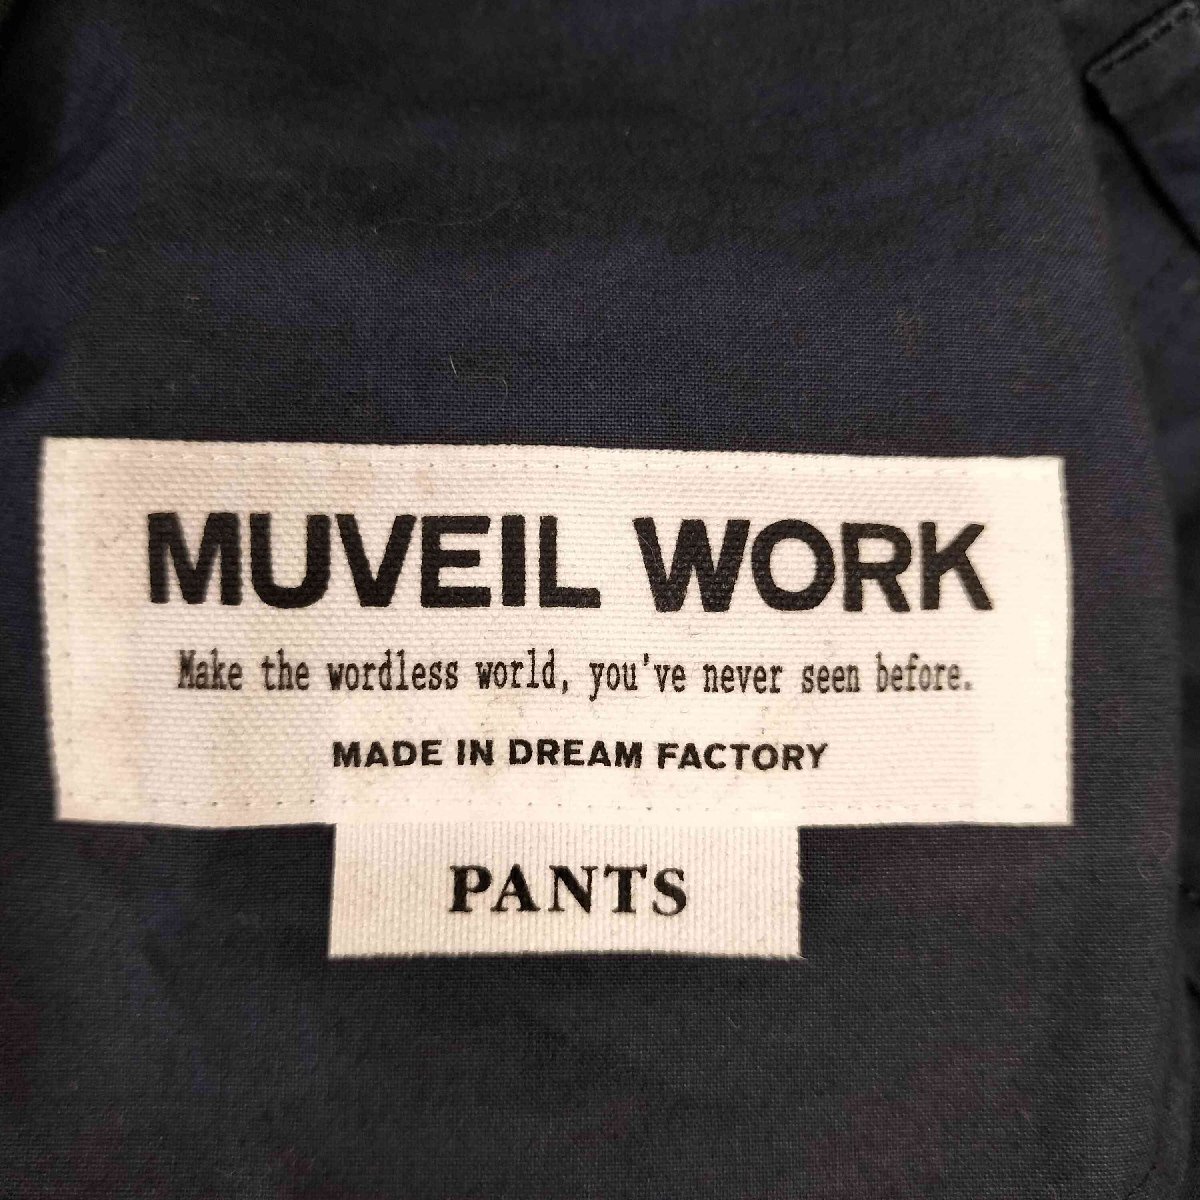 MUVEIL WORK
Make the wordless world, you've never seen before.
MADE IN DREAM FACTORY
PANTS